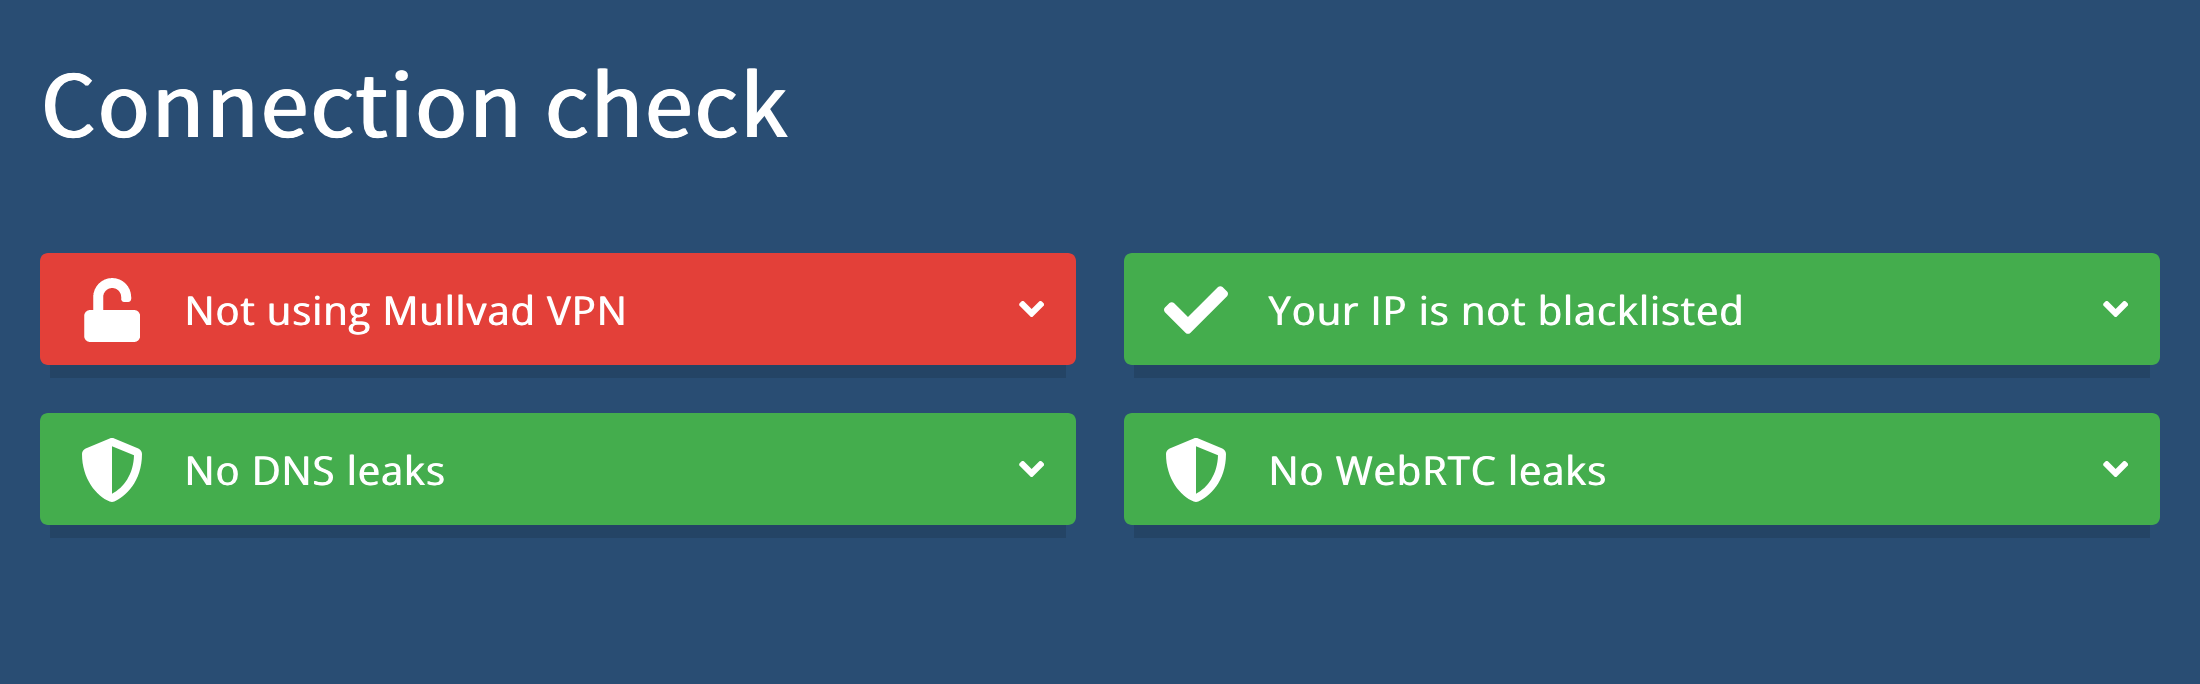 Connection check
Not using Mullvad VPN
Your IP is not blacklisted
No DNS leaks
No WebRTC leaks